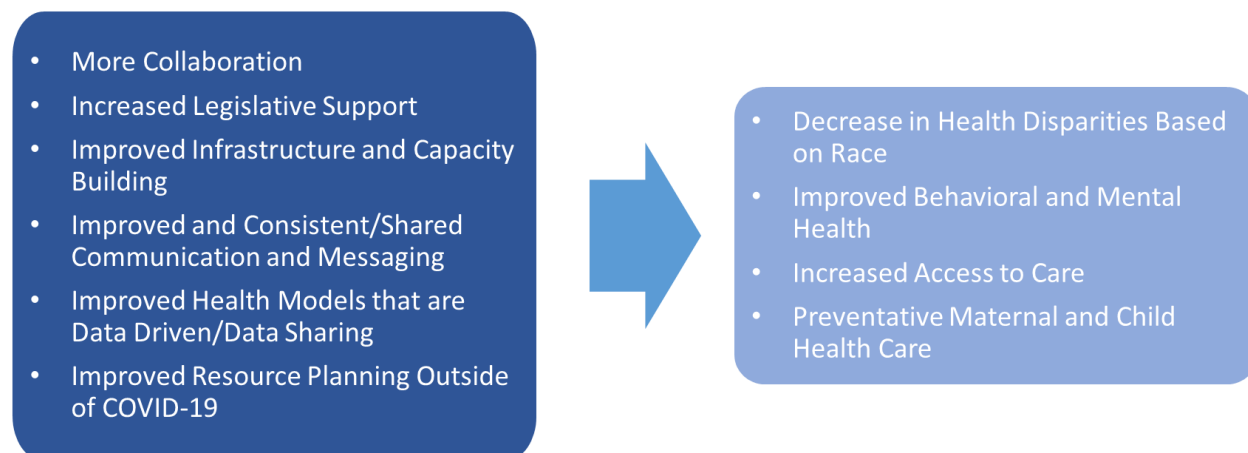 • More Collaboration
• Increased Legislative Support
• Improved Infrastructure and Capacity
Building
• Improved and Consistent/Shared
Communication and Messaging
• Improved Health Models that are
Data Driven/Data Sharing
• Improved Resource Planning Outside
of COVID-19
• Decrease in Health Disparities Based
on Race
• Improved Behavioral and Mental
Health
• Increased Access to Care
• Preventative Maternal and Child
Health Care